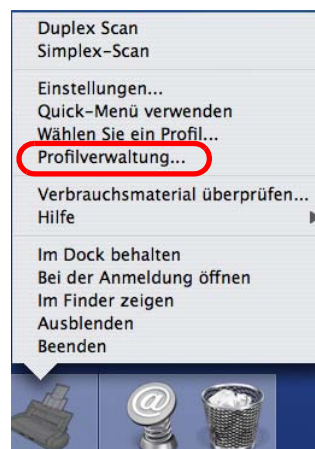 Duplex Scan
Simplex-Scan
Einstellungen...
Quick-Menü verwenden
Wählen Sie ein Profil...
Profilverwaltung...
Verbrauchsmaterial überprüfen...
Hilfe
Im Dock behalten
Bei der Anmeldung öffnen
Im Finder zeigen
Ausblenden
Beenden
@